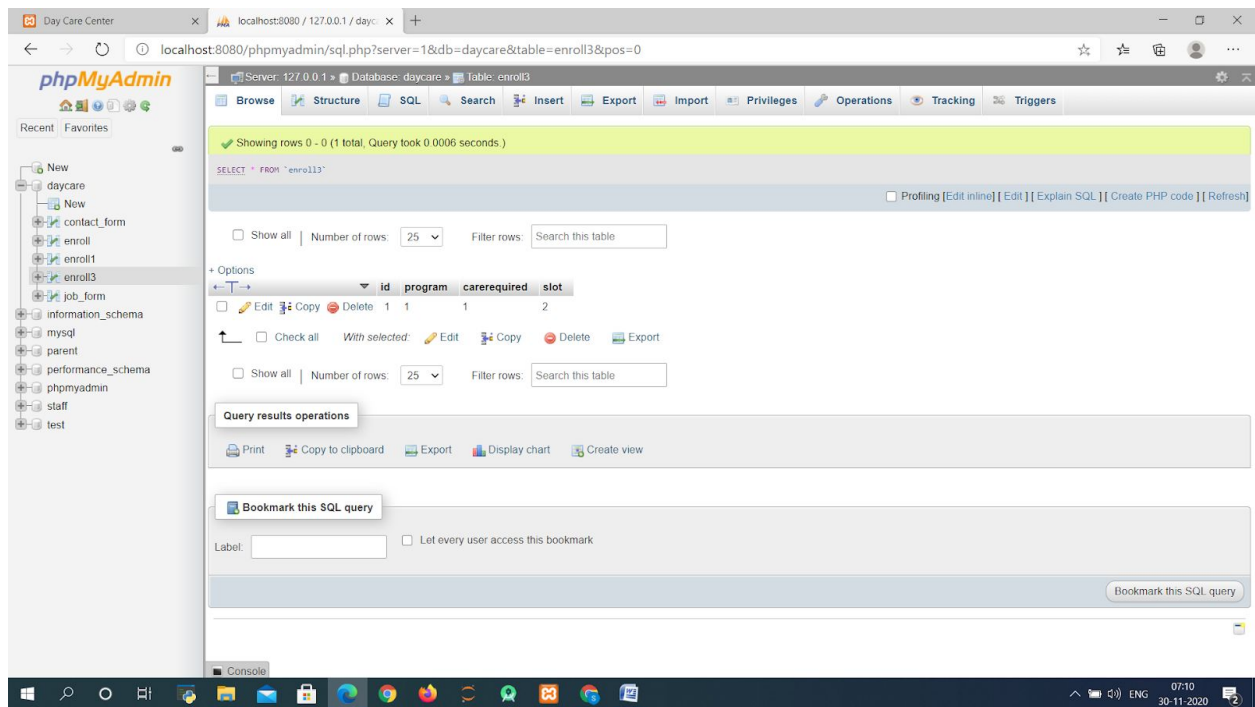 Day Care Center
localhost:8080 / 127.0.0.1 / dayc
localhost:8080/phpmyadmin/sql.php?server=1&db=daycare&table=enroll3&pos=0
phpMyAdmin
Recent Favorites
New
daycare
New
contact_form
enroll
enroll1
enroll3
job_form
information_schema
mysql
parent
performance_schema
phpmyadmin
staff
test
Server: 127.0.0.1 » Database: daycare » Table: enroll3
Browse Structure SQL Search Insert Export Import Privileges Operations Tracking Triggers
Showing rows 0 - 0 (1 total, Query took 0.0006 seconds.)
SELECT * FROM `enroll3`
Profiling [Edit inline] [ Edit ] [ Explain SQL ] [ Create PHP code ] [ Refresh]
Show all | Number of rows: 25 Filter rows: Search this table
+ Options
←T→ id program carerequired slot
Edit Copy Delete 1 1 1 2
Check all With selected: Edit Copy Delete Export
Show all | Number of rows: 25 Filter rows: Search this table
Query results operations
Print Copy to clipboard Export Display chart Create view
Bookmark this SQL query
Label: Let every user access this bookmark
Bookmark this SQL query
Console
ENG 07:10
30-11-2020
2